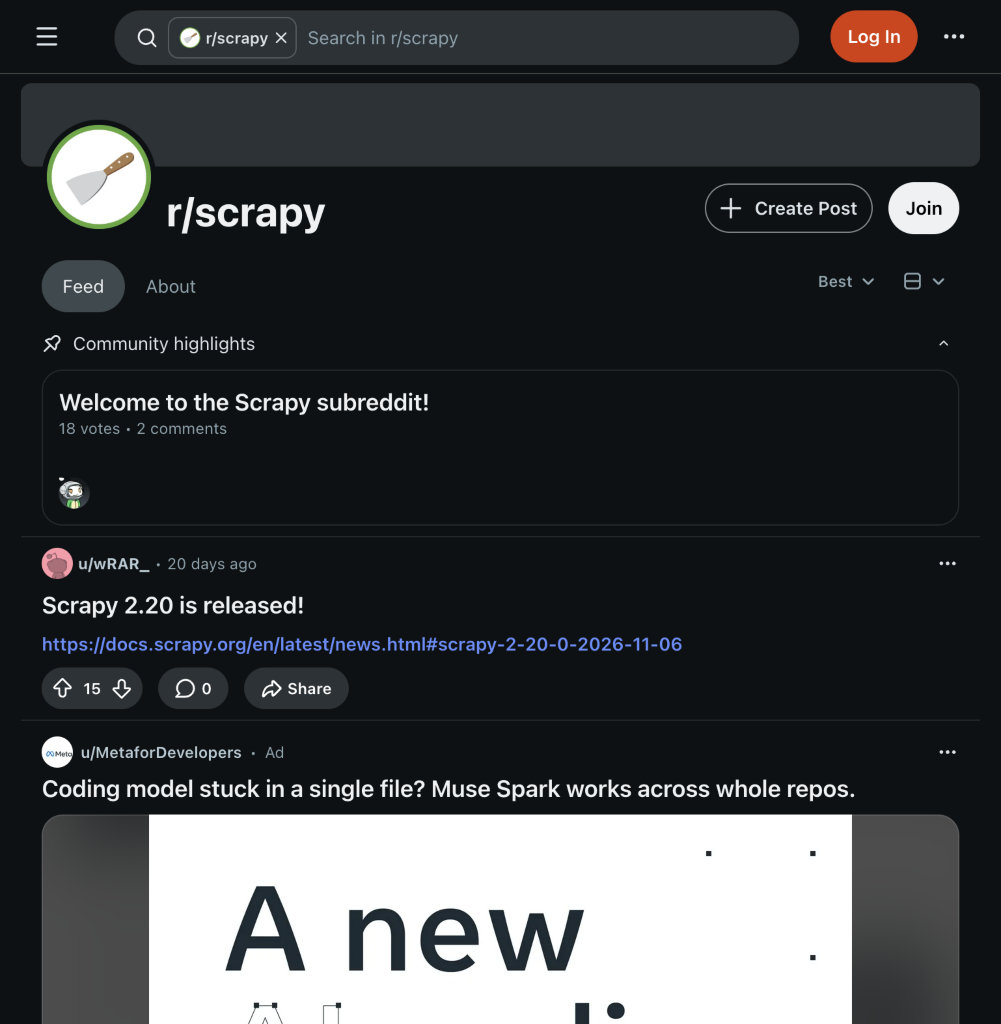 r/scrapy
Search in r/scrapy
Log In
r/scrapy
Create Post
Join
Feed
About
Best
Community highlights
Welcome to the Scrapy subreddit!
18 votes • 2 comments
u/wRAR_ • 20 days ago
Scrapy 2.20 is released!
https://docs.scrapy.org/en/latest/news.html#scrapy-2-20-0-2026-11-06
15
0
Share
Meta
u/MetaforDevelopers • Ad
Coding model stuck in a single file? Muse Spark works across whole repos.
A new